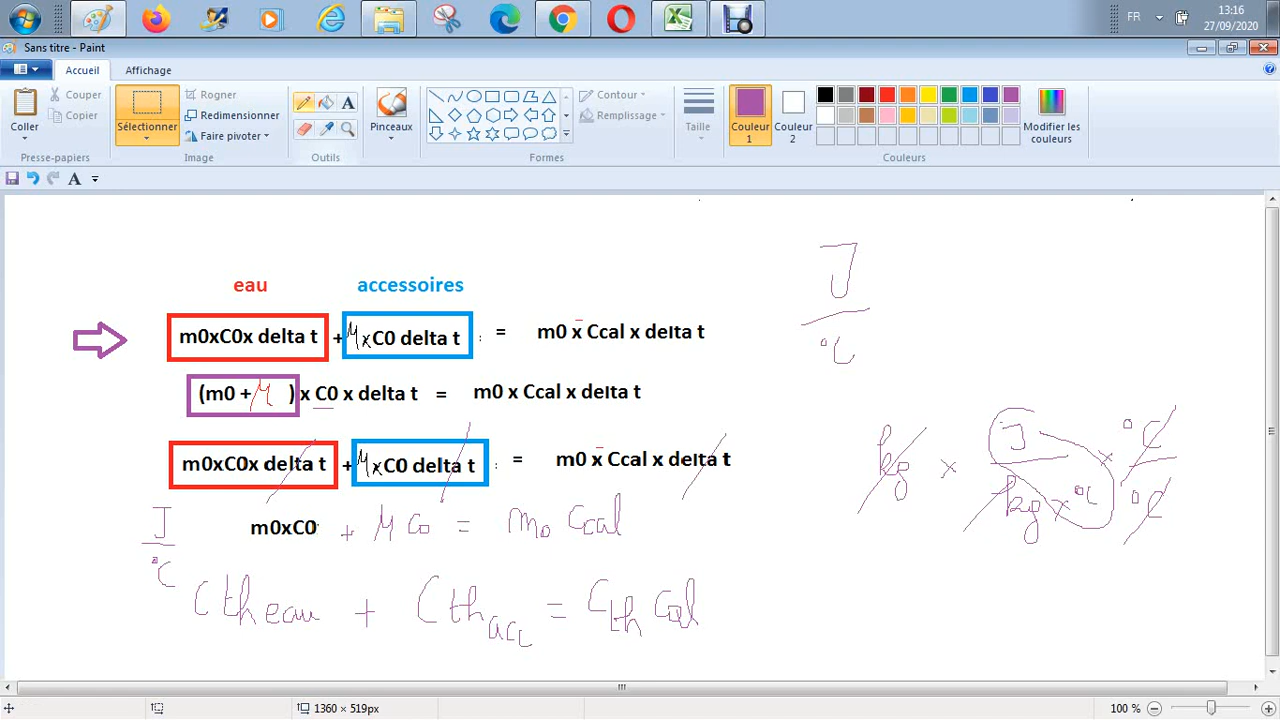 FR
13:16
27/09/2020
Sans titre - Paint
Accueil
Affichage
Coller
Couper
Copier
Presse-papiers
Sélectionner
Rogner
Redimensionner
Faire pivoter
Image
A
Outils
Pinceaux
Contour
Remplissage
Formes
Taille
Couleur 1
Couleur 2
Modifier les couleurs
Couleurs
A
eau accessoires
m0xC0x delta t + μxC0 delta t = m0 x Ccal x delta t
(m0 + μ ) x C0 x delta t = m0 x Ccal x delta t
m0xC0x delta t + μxC0 delta t = m0 x Ccal x delta t
m0xC0 + μ C0 = m0 Ccal
J
°C
Cth eau + Cth acc = Cth Cal
J
°C
kg x J x °C
kg x °C °C
1360 × 519px
100 %